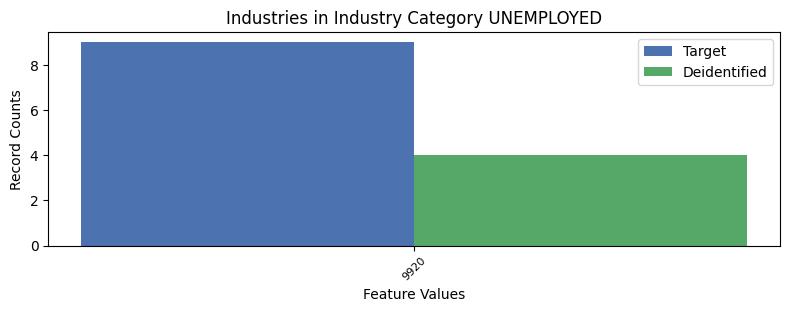 Industries in Industry Category UNEMPLOYED
Target
Deidentified
Record Counts
8
6
4
2
0
9920
Feature Values